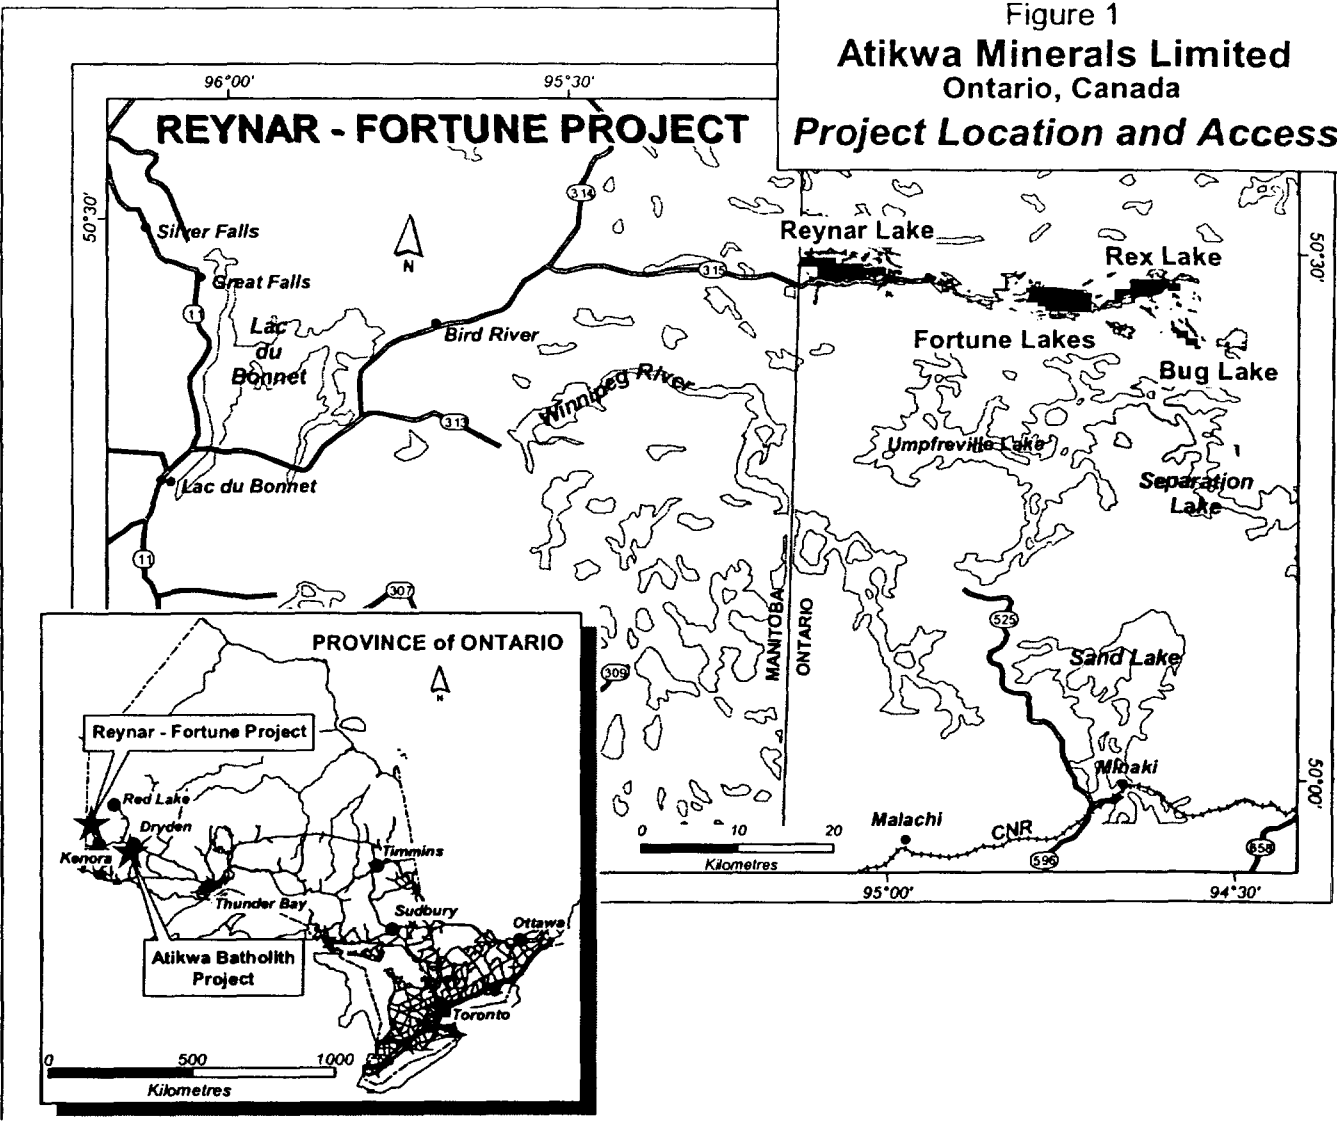 Figure 1
Atikwa Minerals Limited
Ontario, Canada
Project Location and Access
96°00'
95°30'
REYNAR - FORTUNE PROJECT
50°30'
50°30'
314
Silver Falls
N
Reynar Lake
Rex Lake
315
Great Falls
11
Lac
du
Bonnet
Bird River
Fortune Lakes
Bug Lake
Winnipeg River
313
Umpfreville Lake
Separation
Lake
Lac du Bonnet
11
307
MANITOBA
ONTARIO
525
309
Sand Lake
Minaki
50°00'
Malachi
CNR
596
658
0 10 20
Kilometres
95°00'
94°30'
PROVINCE of ONTARIO
N
Reynar - Fortune Project
Red Lake
Dryden
Kenora
Timmins
Thunder Bay
Sudbury
Ottawa
Atikwa Batholith
Project
Toronto
0 500 1000
Kilometres